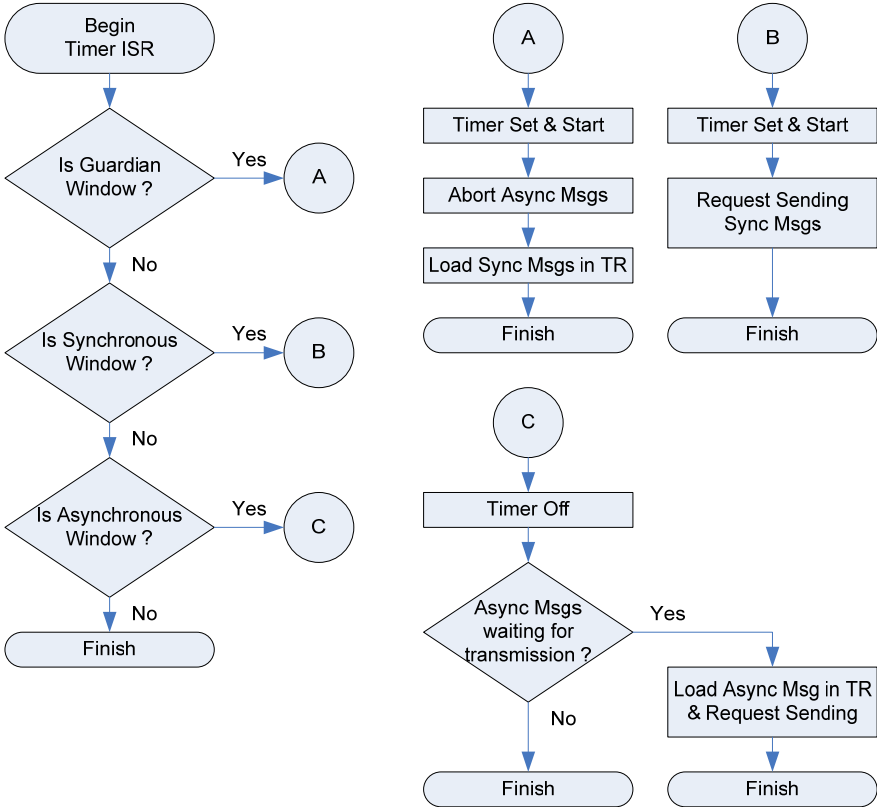 Begin
Timer ISR
Is Guardian
Window ?
Yes
A
No
Is Synchronous
Window ?
Yes
B
No
Is Asynchronous
Window ?
Yes
C
No
Finish
A
Timer Set & Start
Abort Async Msgs
Load Sync Msgs in TR
Finish
B
Timer Set & Start
Request Sending
Sync Msgs
Finish
C
Timer Off
Async Msgs
waiting for
transmission ?
Yes
No
Finish
Load Async Msg in TR
& Request Sending
Finish